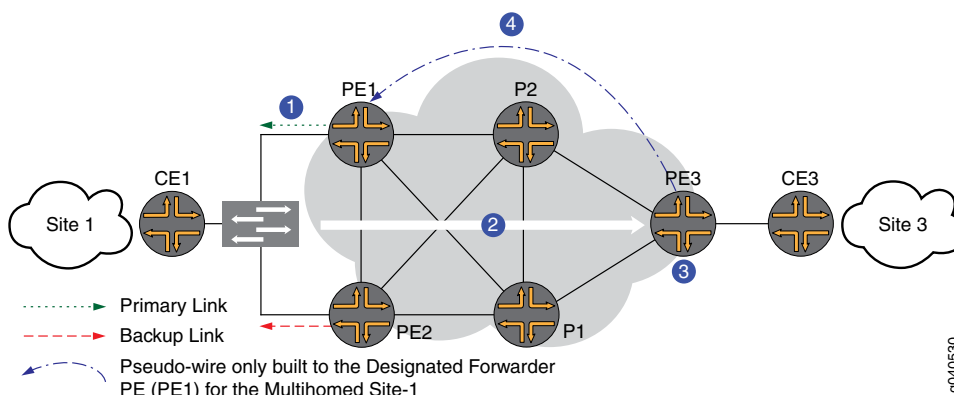 4
PE1
P2
1
CE1
PE3
CE3
Site 1
2
Site 3
3
Primary Link
PE2
P1
Backup Link
Pseudo-wire only built to the Designated Forwarder
PE (PE1) for the Multihomed Site-1
g040530